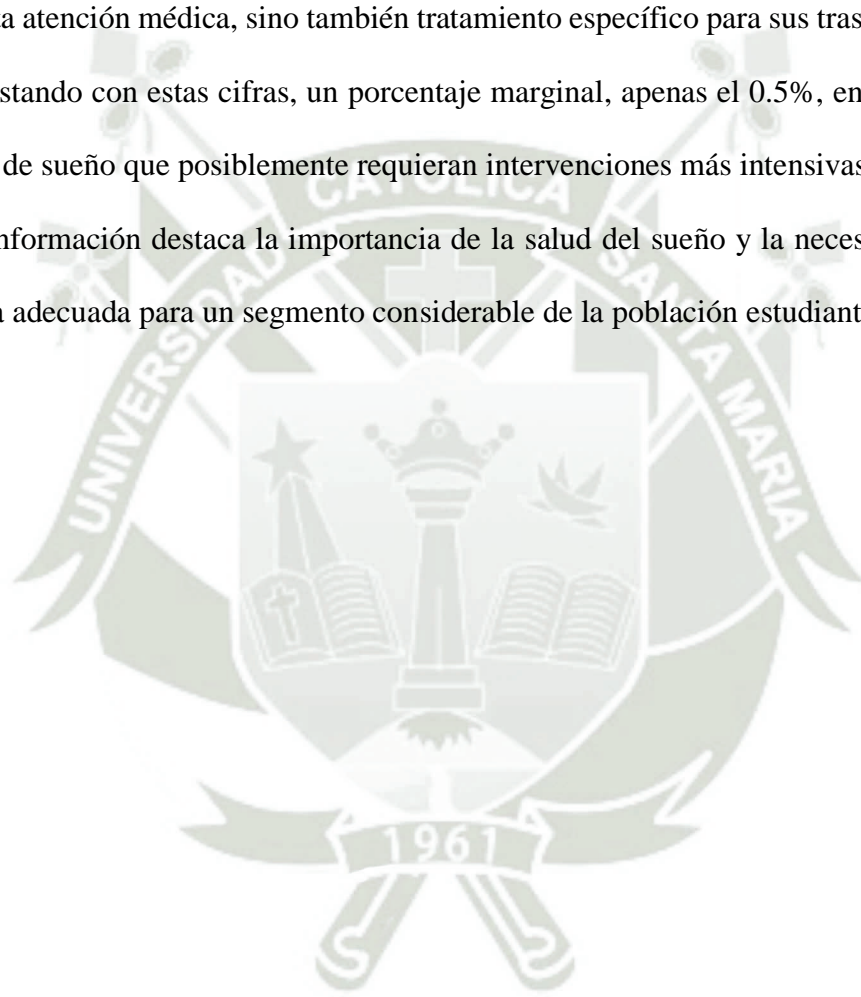 ta atención médica, sino también tratamiento específico para sus tras
stando con estas cifras, un porcentaje marginal, apenas el 0.5%, en
de sueño que posiblemente requieran intervenciones más intensivas
nformación destaca la importancia de la salud del sueño y la neces
a adecuada para un segmento considerable de la población estudiant
UNIVERSIDAD CATOLICA SANTA MARIA
1961